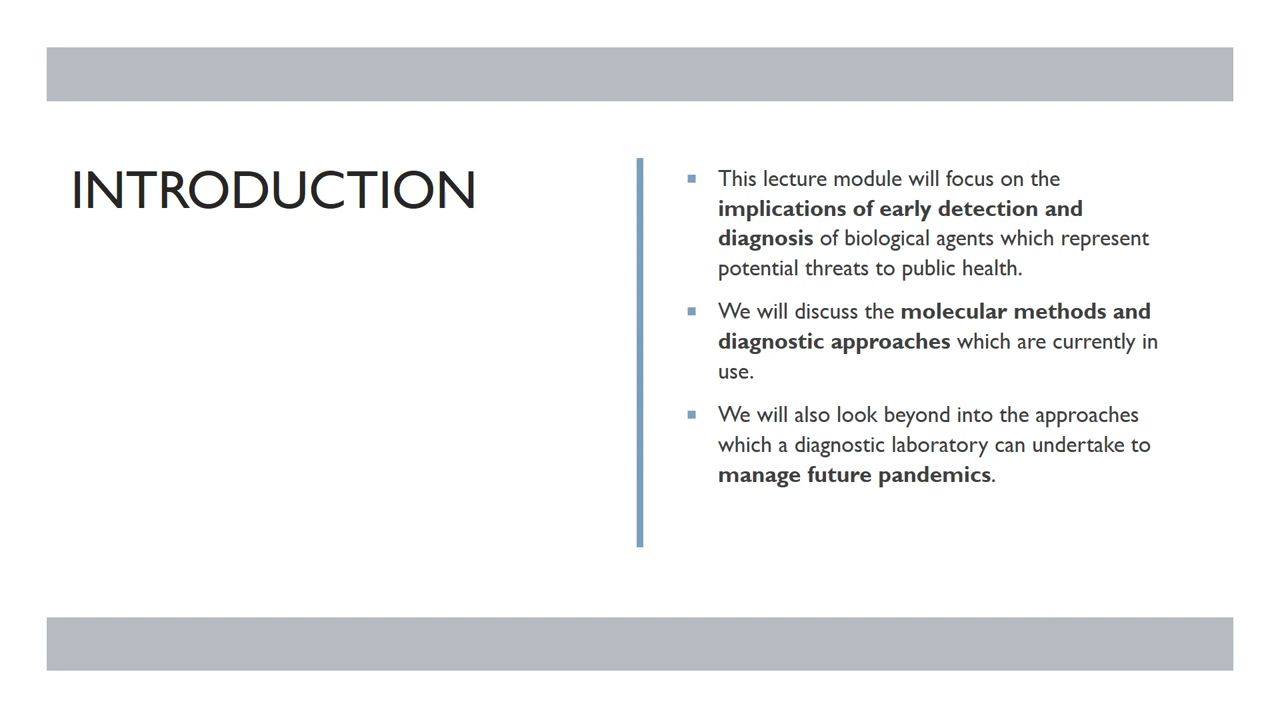 INTRODUCTION
This lecture module will focus on the
implications of early detection and
diagnosis of biological agents which represent
potential threats to public health.
We will discuss the molecular methods and
diagnostic approaches which are currently in
use.
We will also look beyond into the approaches
which a diagnostic laboratory can undertake to
manage future pandemics.